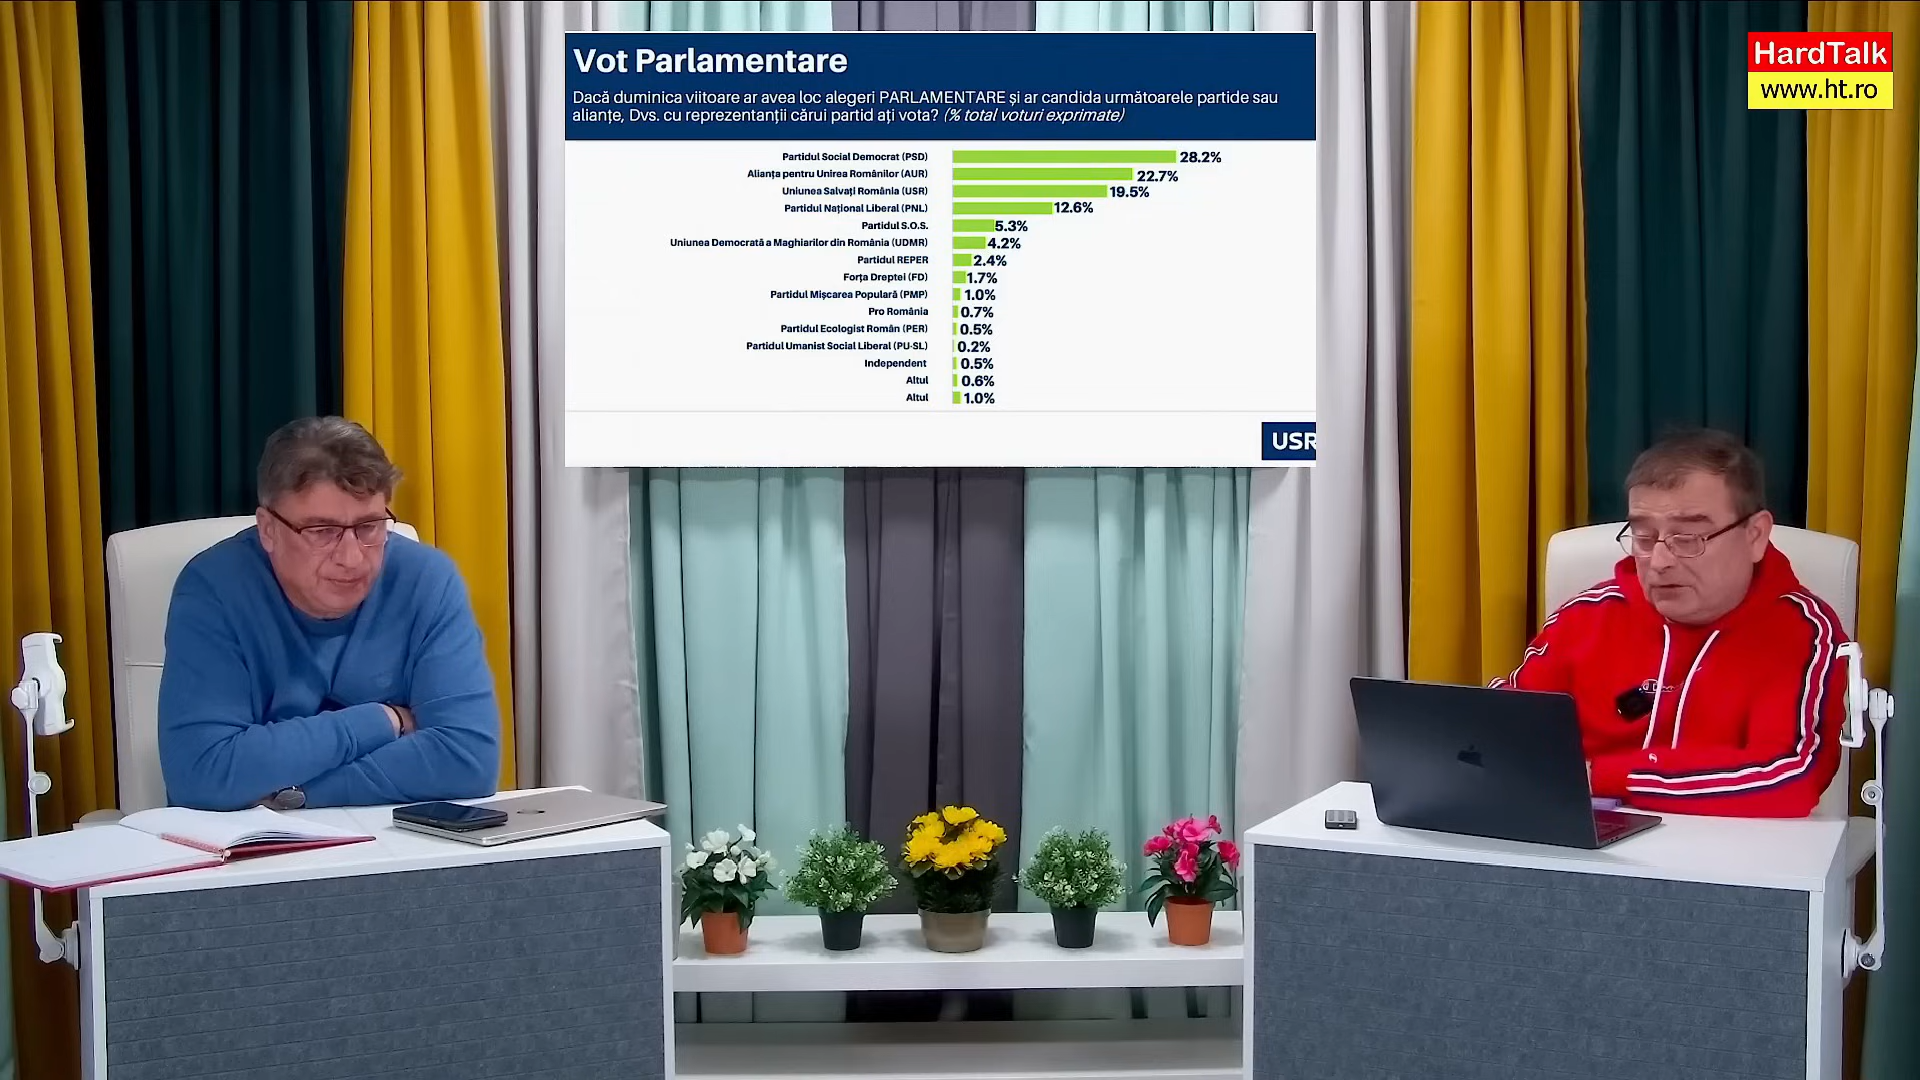 HardTalk
www.ht.ro
Vot Parlamentare
Dacă duminica viitoare ar avea loc alegeri PARLAMENTARE și ar candida următoarele partide sau
alianțe, Dvs. cu reprezentanții cărui partid ați vota? (% total voturi exprimate)
Partidul Social Democrat (PSD) 28.2%
Alianța pentru Unirea Românilor (AUR) 22.7%
Uniunea Salvați România (USR) 19.5%
Partidul Național Liberal (PNL) 12.6%
Partidul S.O.S. 5.3%
Uniunea Democrată a Maghiarilor din România (UDMR) 4.2%
Partidul REPER 2.4%
Forța Dreptei (FD) 1.7%
Partidul Mișcarea Populară (PMP) 1.0%
Pro România 0.7%
Partidul Ecologist Român (PER) 0.5%
Partidul Umanist Social Liberal (PU-SL) 0.2%
Independent 0.5%
Altul 0.6%
Altul 1.0%
USR